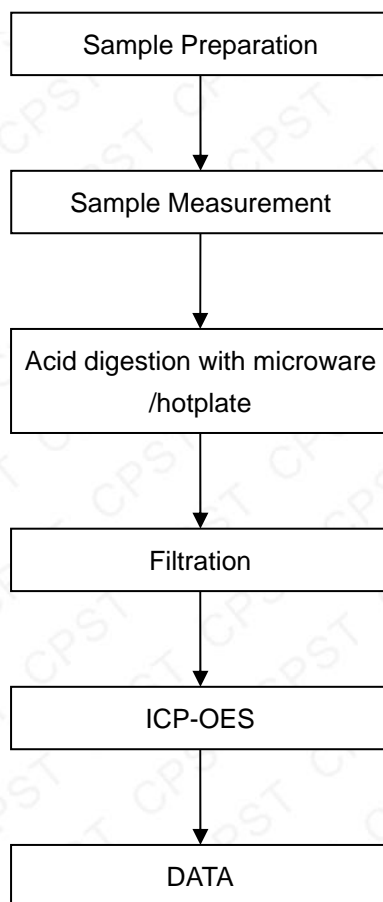 Sample Preparation
Sample Measurement
Acid digestion with microware
/hotplate
Filtration
ICP-OES
DATA